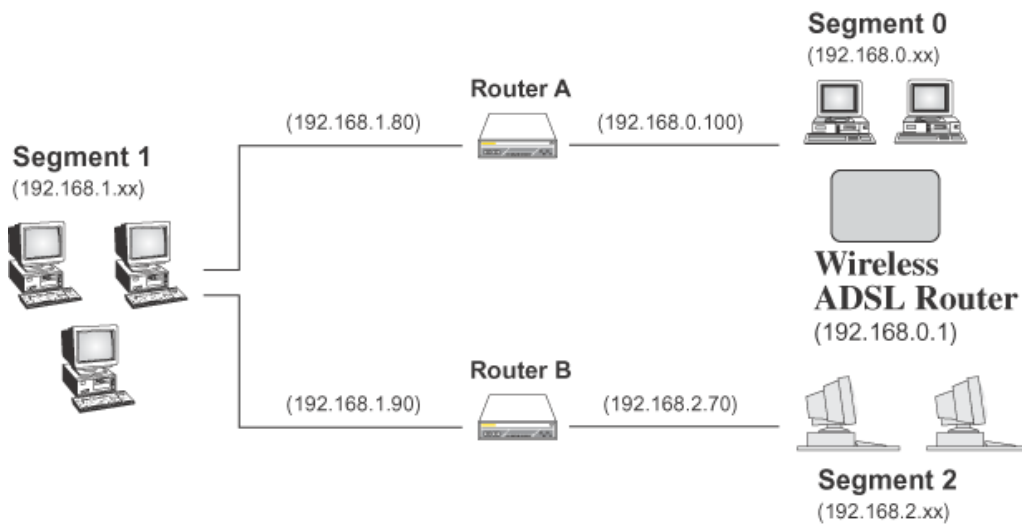 Segment 0
(192.168.0.xx)
Router A
(192.168.1.80)
(192.168.0.100)
Segment 1
(192.168.1.xx)
Wireless
ADSL Router
(192.168.0.1)
Router B
(192.168.1.90)
(192.168.2.70)
Segment 2
(192.168.2.xx)